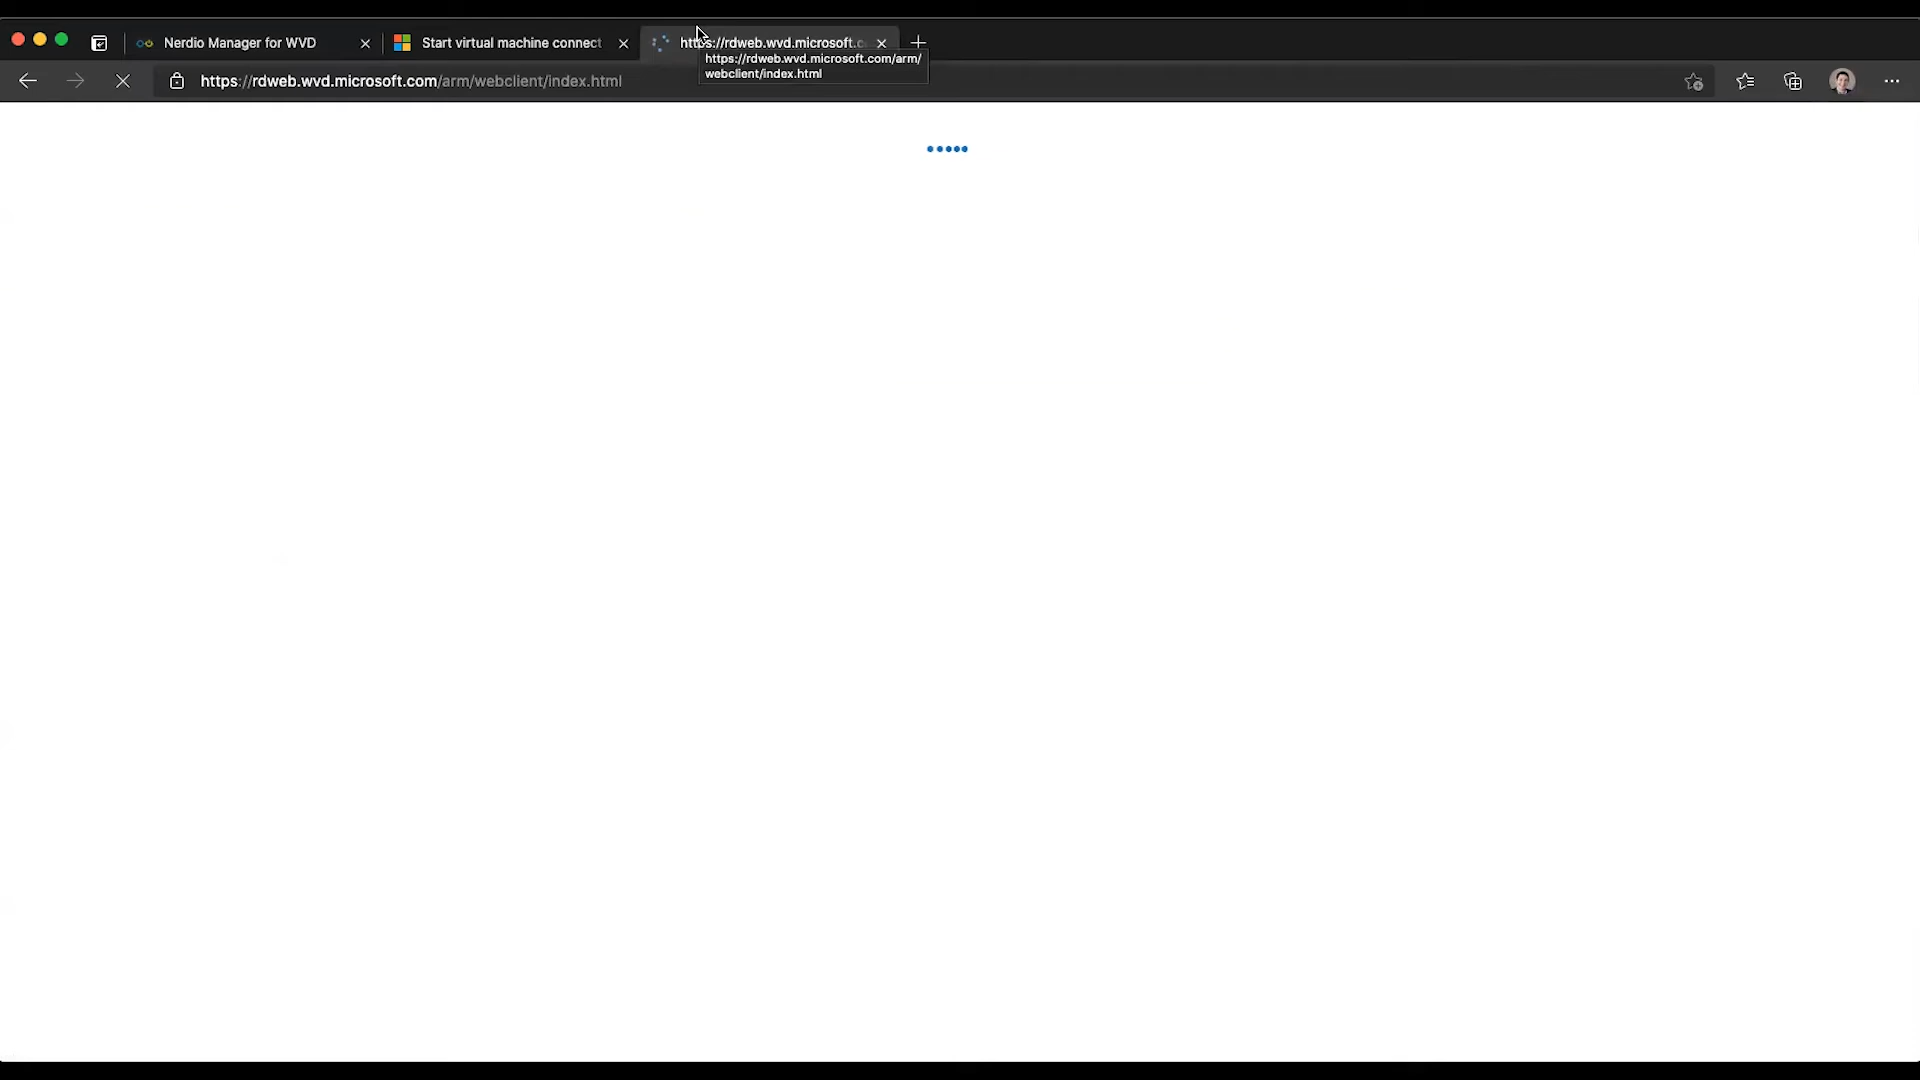 Nerdio Manager for WVD
Start virtual machine connect
https://rdweb.wvd.microsoft.c
https://rdweb.wvd.microsoft.com/arm/webclient/index.html
https://rdweb.wvd.microsoft.com/arm/
webclient/index.html